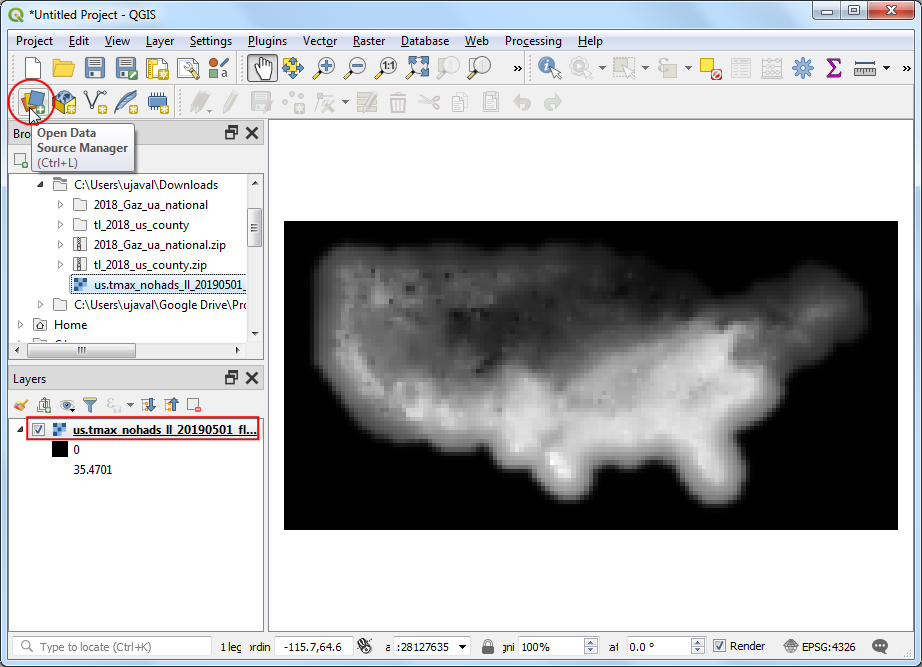 *Untitled Project - QGIS
Project Edit View Layer Settings Plugins Vector Raster Database Web Processing Help
1:1 » »
Bro
Open Data
Source Manager
(Ctrl+L)
C:\Users\ujaval\Downloads
2018_Gaz_ua_national
tl_2018_us_county
2018_Gaz_ua_national.zip
tl_2018_us_county.zip
us.tmax_nohads_ll_20190501_
C:\Users\ujaval\Google Drive\Pro
Home
Layers
us.tmax_nohads_ll_20190501_fl...
0
35.4701
Type to locate (Ctrl+K) 1 leg ordin -115.7,64.6 :28127635 gni 100% 0.0 ° Render EPSG:4326